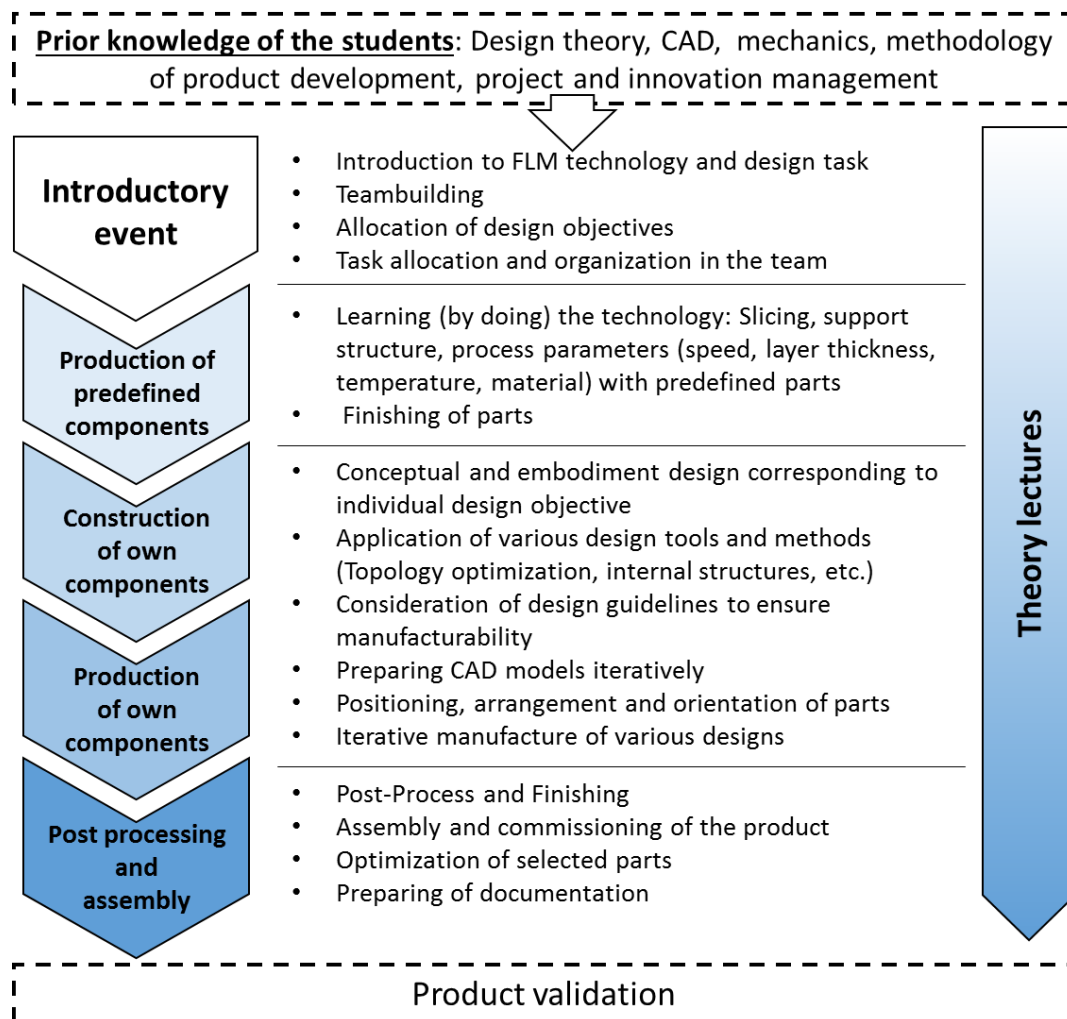 Prior knowledge of the students: Design theory, CAD, mechanics, methodology
of product development, project and innovation management
Introductory
event
• Introduction to FLM technology and design task
• Teambuilding
• Allocation of design objectives
• Task allocation and organization in the team
Production of
predefined
components
• Learning (by doing) the technology: Slicing, support
structure, process parameters (speed, layer thickness,
temperature, material) with predefined parts
• Finishing of parts
Construction
of own
components
Production
of own
components
• Conceptual and embodiment design corresponding to
individual design objective
• Application of various design tools and methods
(Topology optimization, internal structures, etc.)
• Consideration of design guidelines to ensure
manufacturability
• Preparing CAD models iteratively
• Positioning, arrangement and orientation of parts
• Iterative manufacture of various designs
Post processing
and
assembly
• Post-Process and Finishing
• Assembly and commissioning of the product
• Optimization of selected parts
• Preparing of documentation
Theory lectures
Product validation